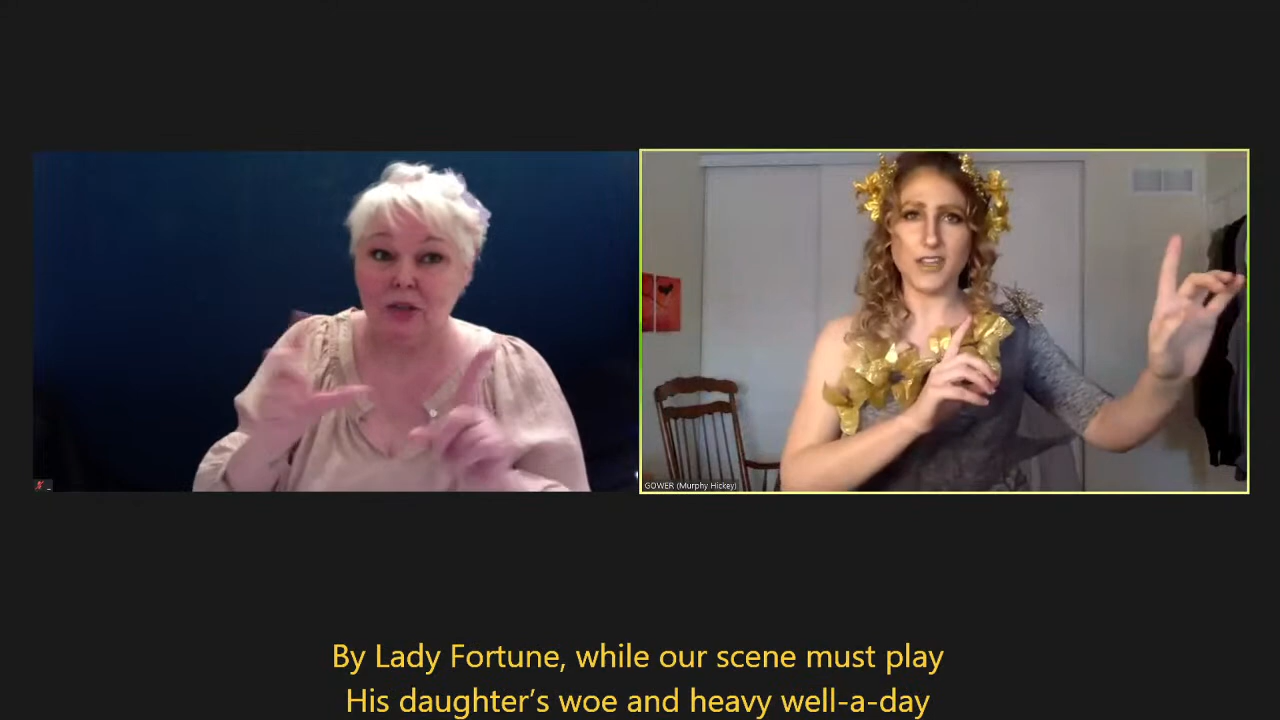 GOWER (Murphy Hickey)
By Lady Fortune, while our scene must play
His daughter’s woe and heavy well-a-day